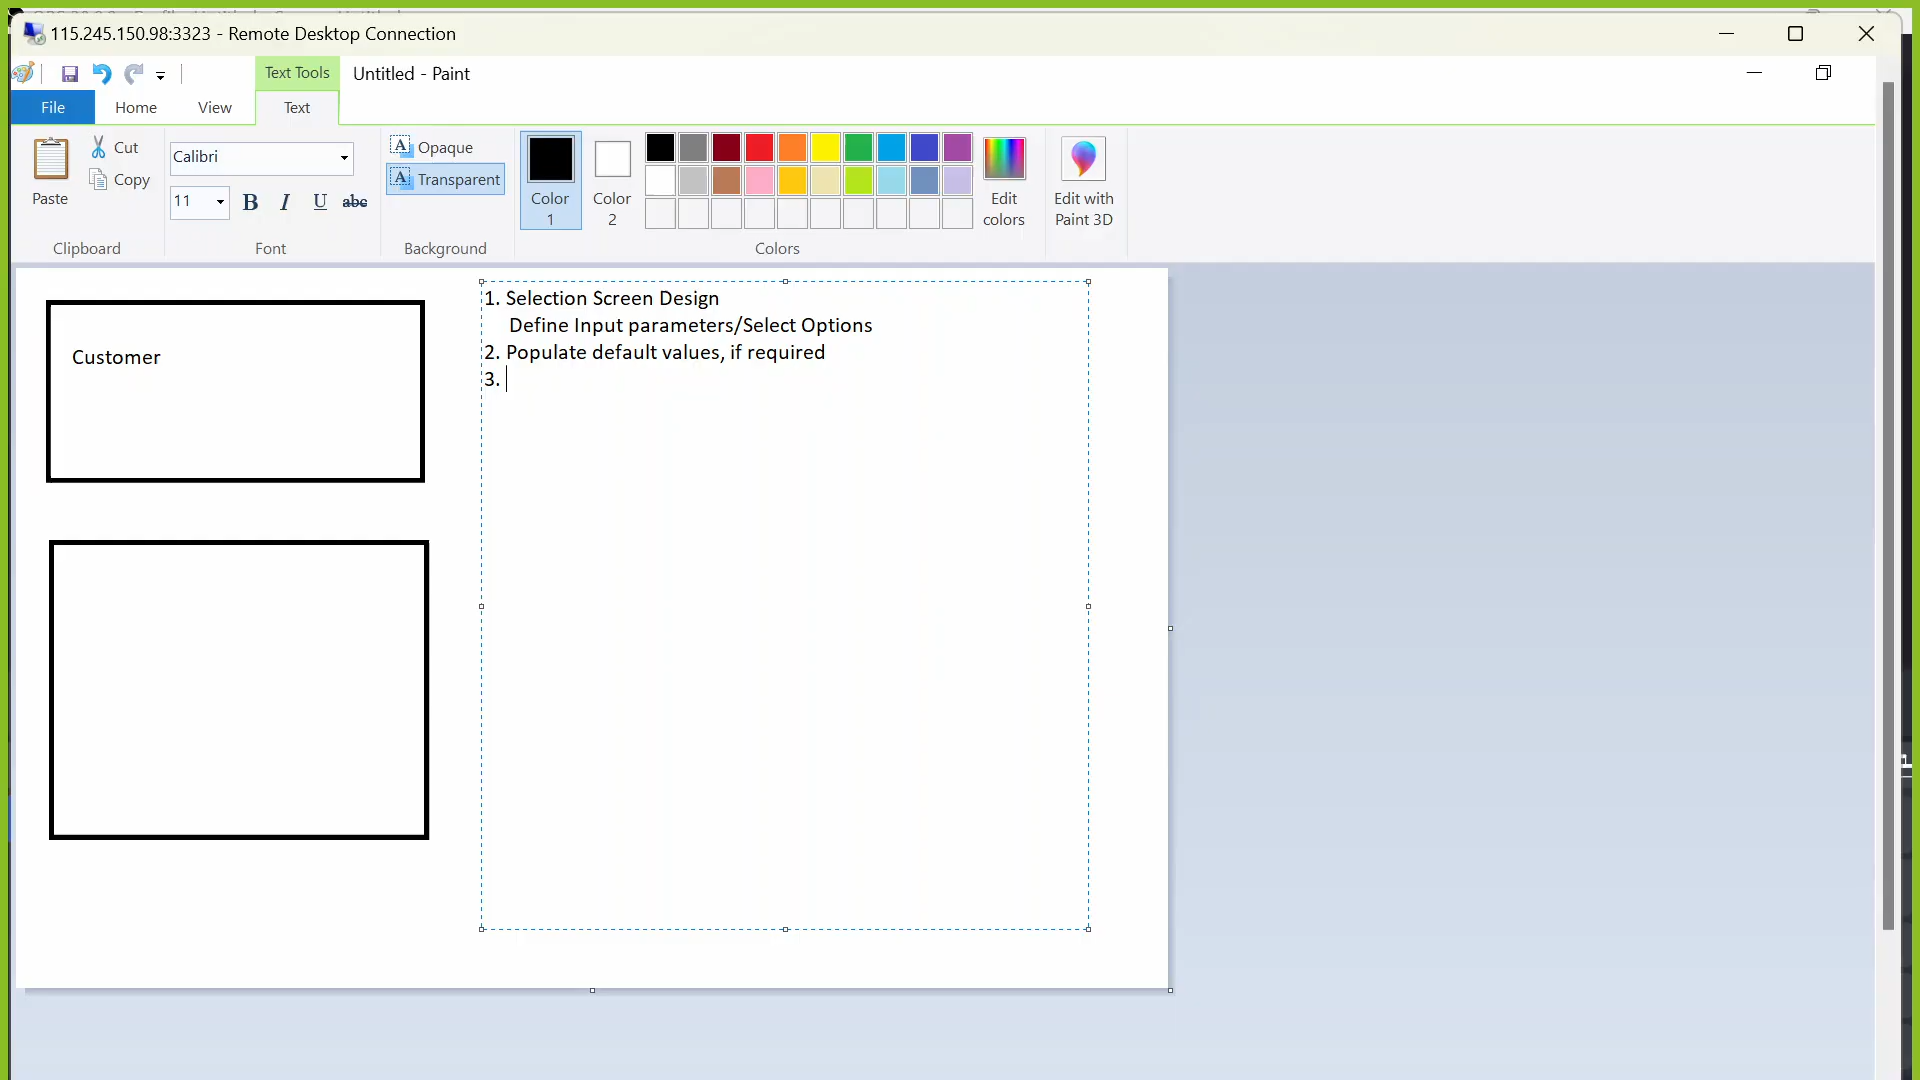 115.245.150.98:3323 - Remote Desktop Connection
Text Tools
Untitled - Paint
File
Home
View
Text
Paste
Cut
Copy
Clipboard
Calibri
11
B
I
U
abc
Font
A
Opaque
A
Transparent
Background
Color
1
Color
2
Edit
colors
Colors
Edit with
Paint 3D
Customer
1. Selection Screen Design
Define Input parameters/Select Options
2. Populate default values, if required
3.